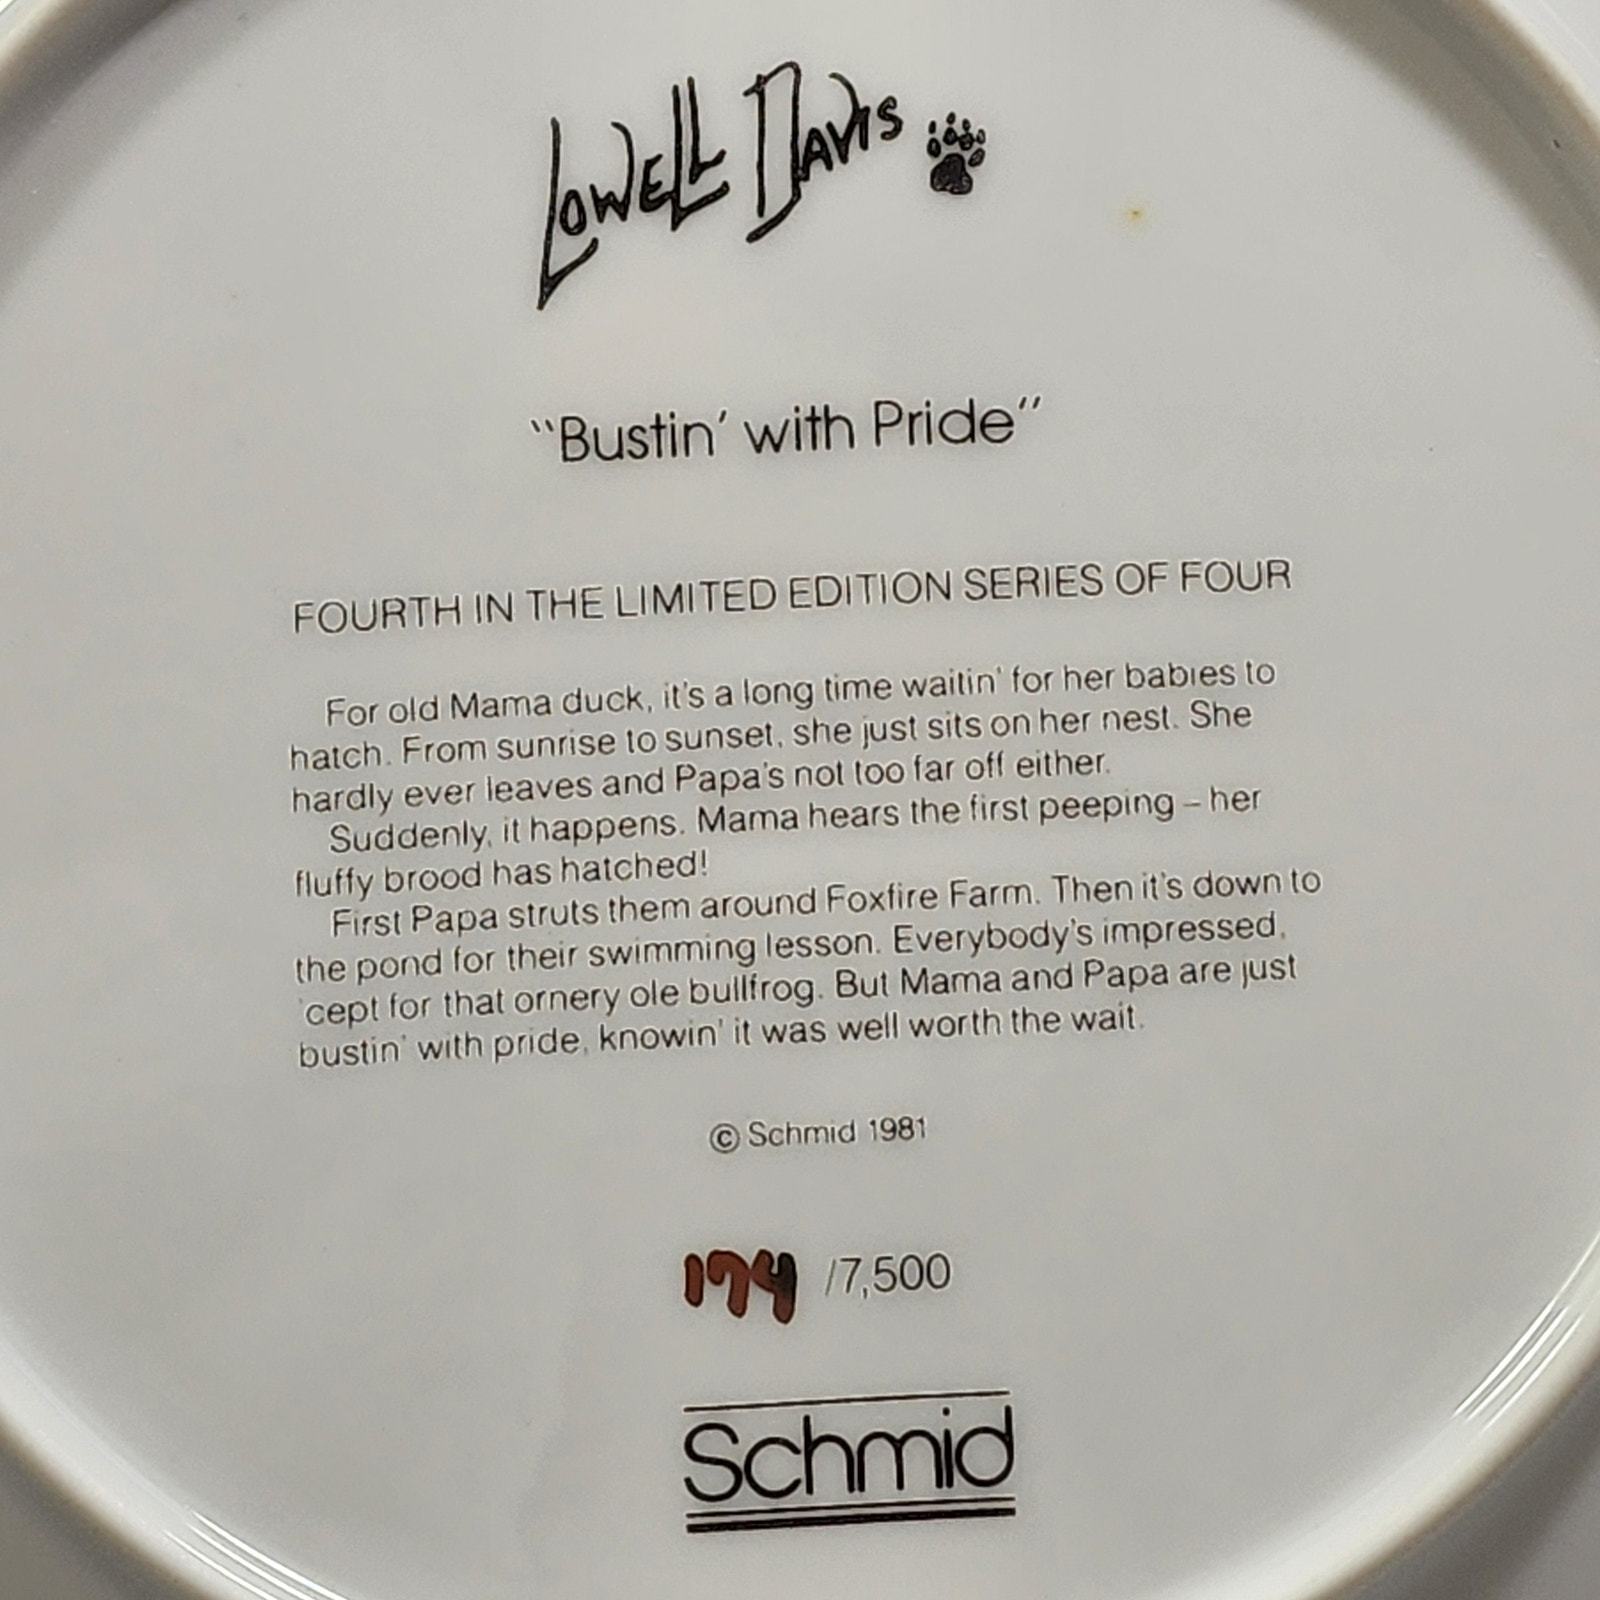 Lowell Davis
"Bustin' with Pride"
FOURTH IN THE LIMITED EDITION SERIES OF FOUR
For old Mama duck, it's a long time waitin' for her babies to
hatch. From sunrise to sunset, she just sits on her nest. She
hardly ever leaves and Papa's not too far off either.
Suddenly, it happens. Mama hears the first peeping – her
fluffy brood has hatched!
First Papa struts them around Foxfire Farm. Then it's down to
the pond for their swimming lesson. Everybody's impressed,
'cept for that ornery ole bullfrog. But Mama and Papa are just
bustin' with pride, knowin' it was well worth the wait.
© Schmid 1981
174 /7,500
Schmid